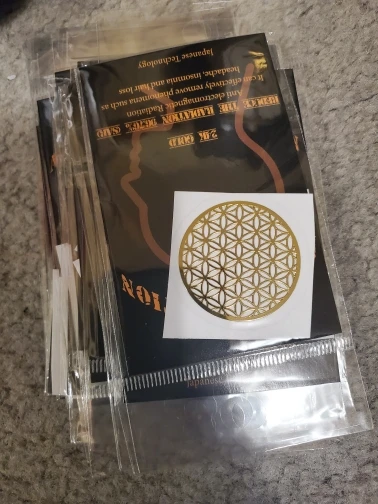 24K GOLD
REDUCE THE RADIATION
Anti electromagnetic Radiation
It can effectively remove phenomena such as
headache, insomnia and hair loss
Japanese Technology